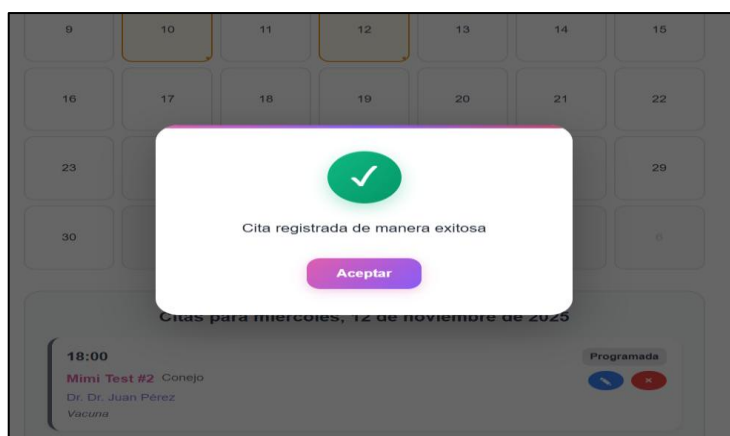 9 10 11 12 13 14 15
16 17 18 19 20 21 22
23 29
30 6
Cita registrada de manera exitosa
Aceptar
Citas para miércoles, 12 de noviembre de 2025
18:00 Programada
Mimi Test #2 Conejo
Dr. Dr. Juan Pérez
Vacuna